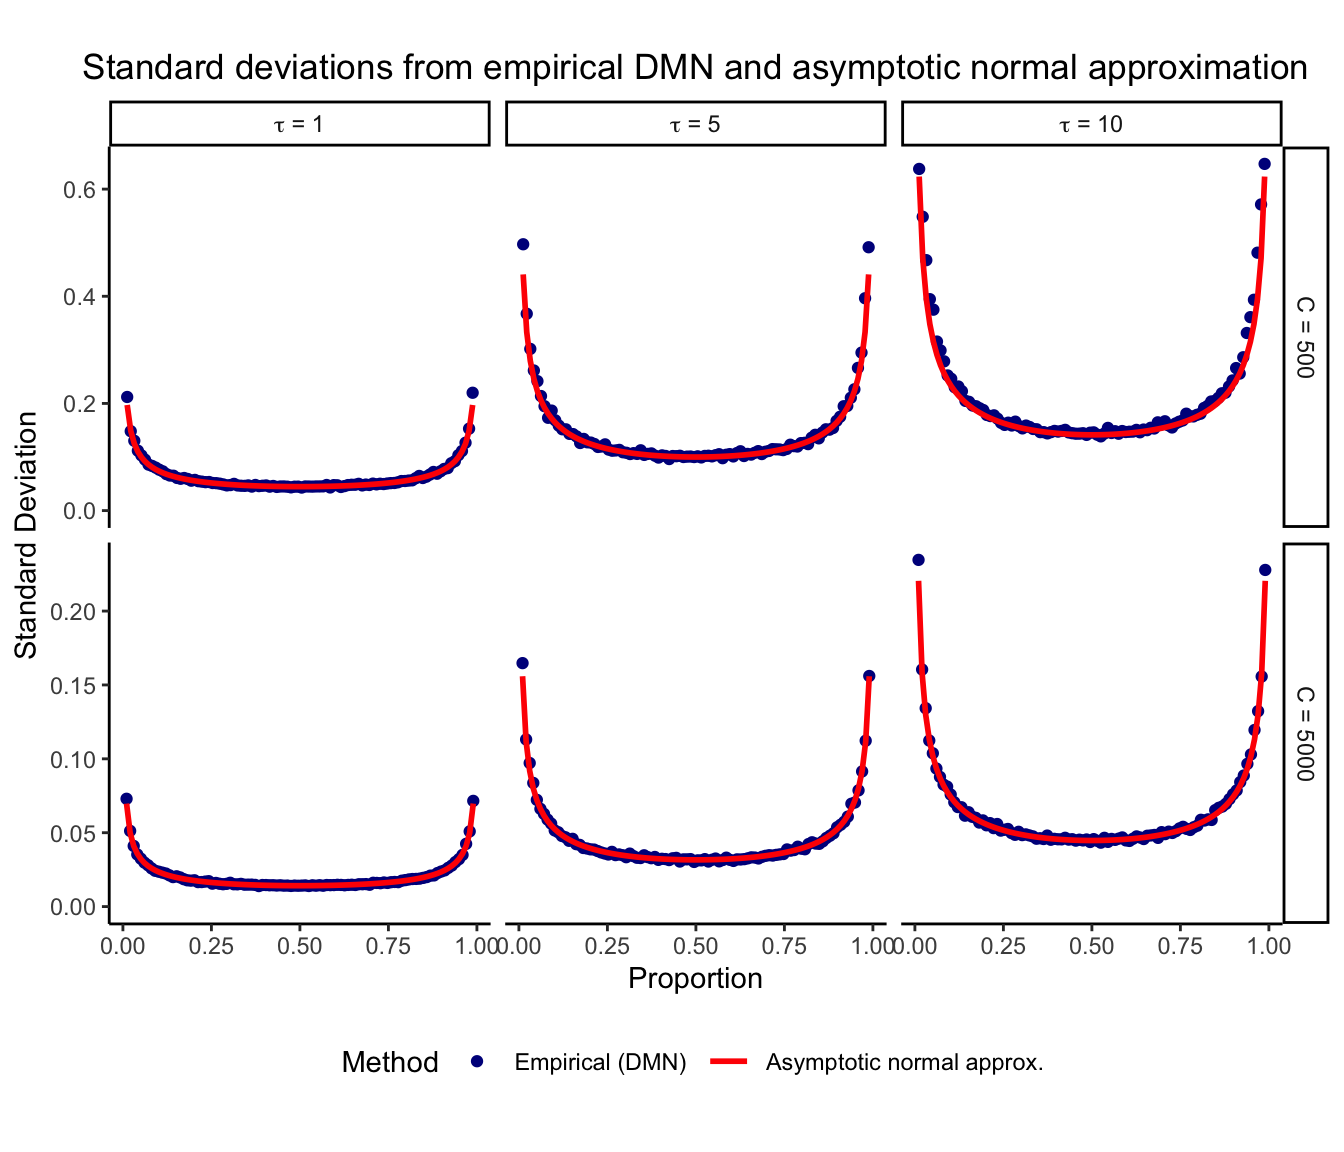 Standard deviations from empirical DMN and asymptotic normal approximation
τ = 1
τ = 5
τ = 10
0.6
0.4
0.2
0.0
C = 500
0.20
0.15
0.10
0.05
0.00
C = 5000
Standard Deviation
0.00 0.25 0.50 0.75 1.00
0.00 0.25 0.50 0.75 1.00
0.00 0.25 0.50 0.75 1.00
Proportion
Method Empirical (DMN) Asymptotic normal approx.